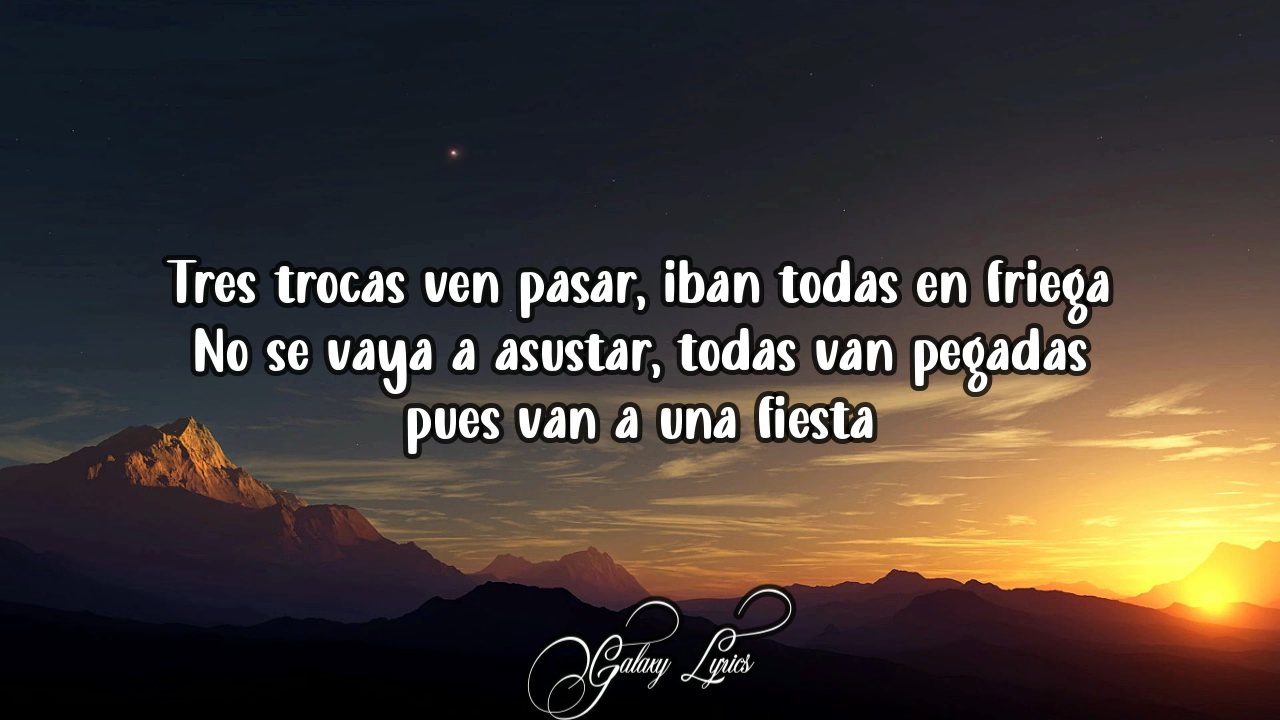 Tres trocas ven pasar, iban todas en friega
No se vaya a asustar, todas van pegadas
pues van a una fiesta
Galaxy Lyrics